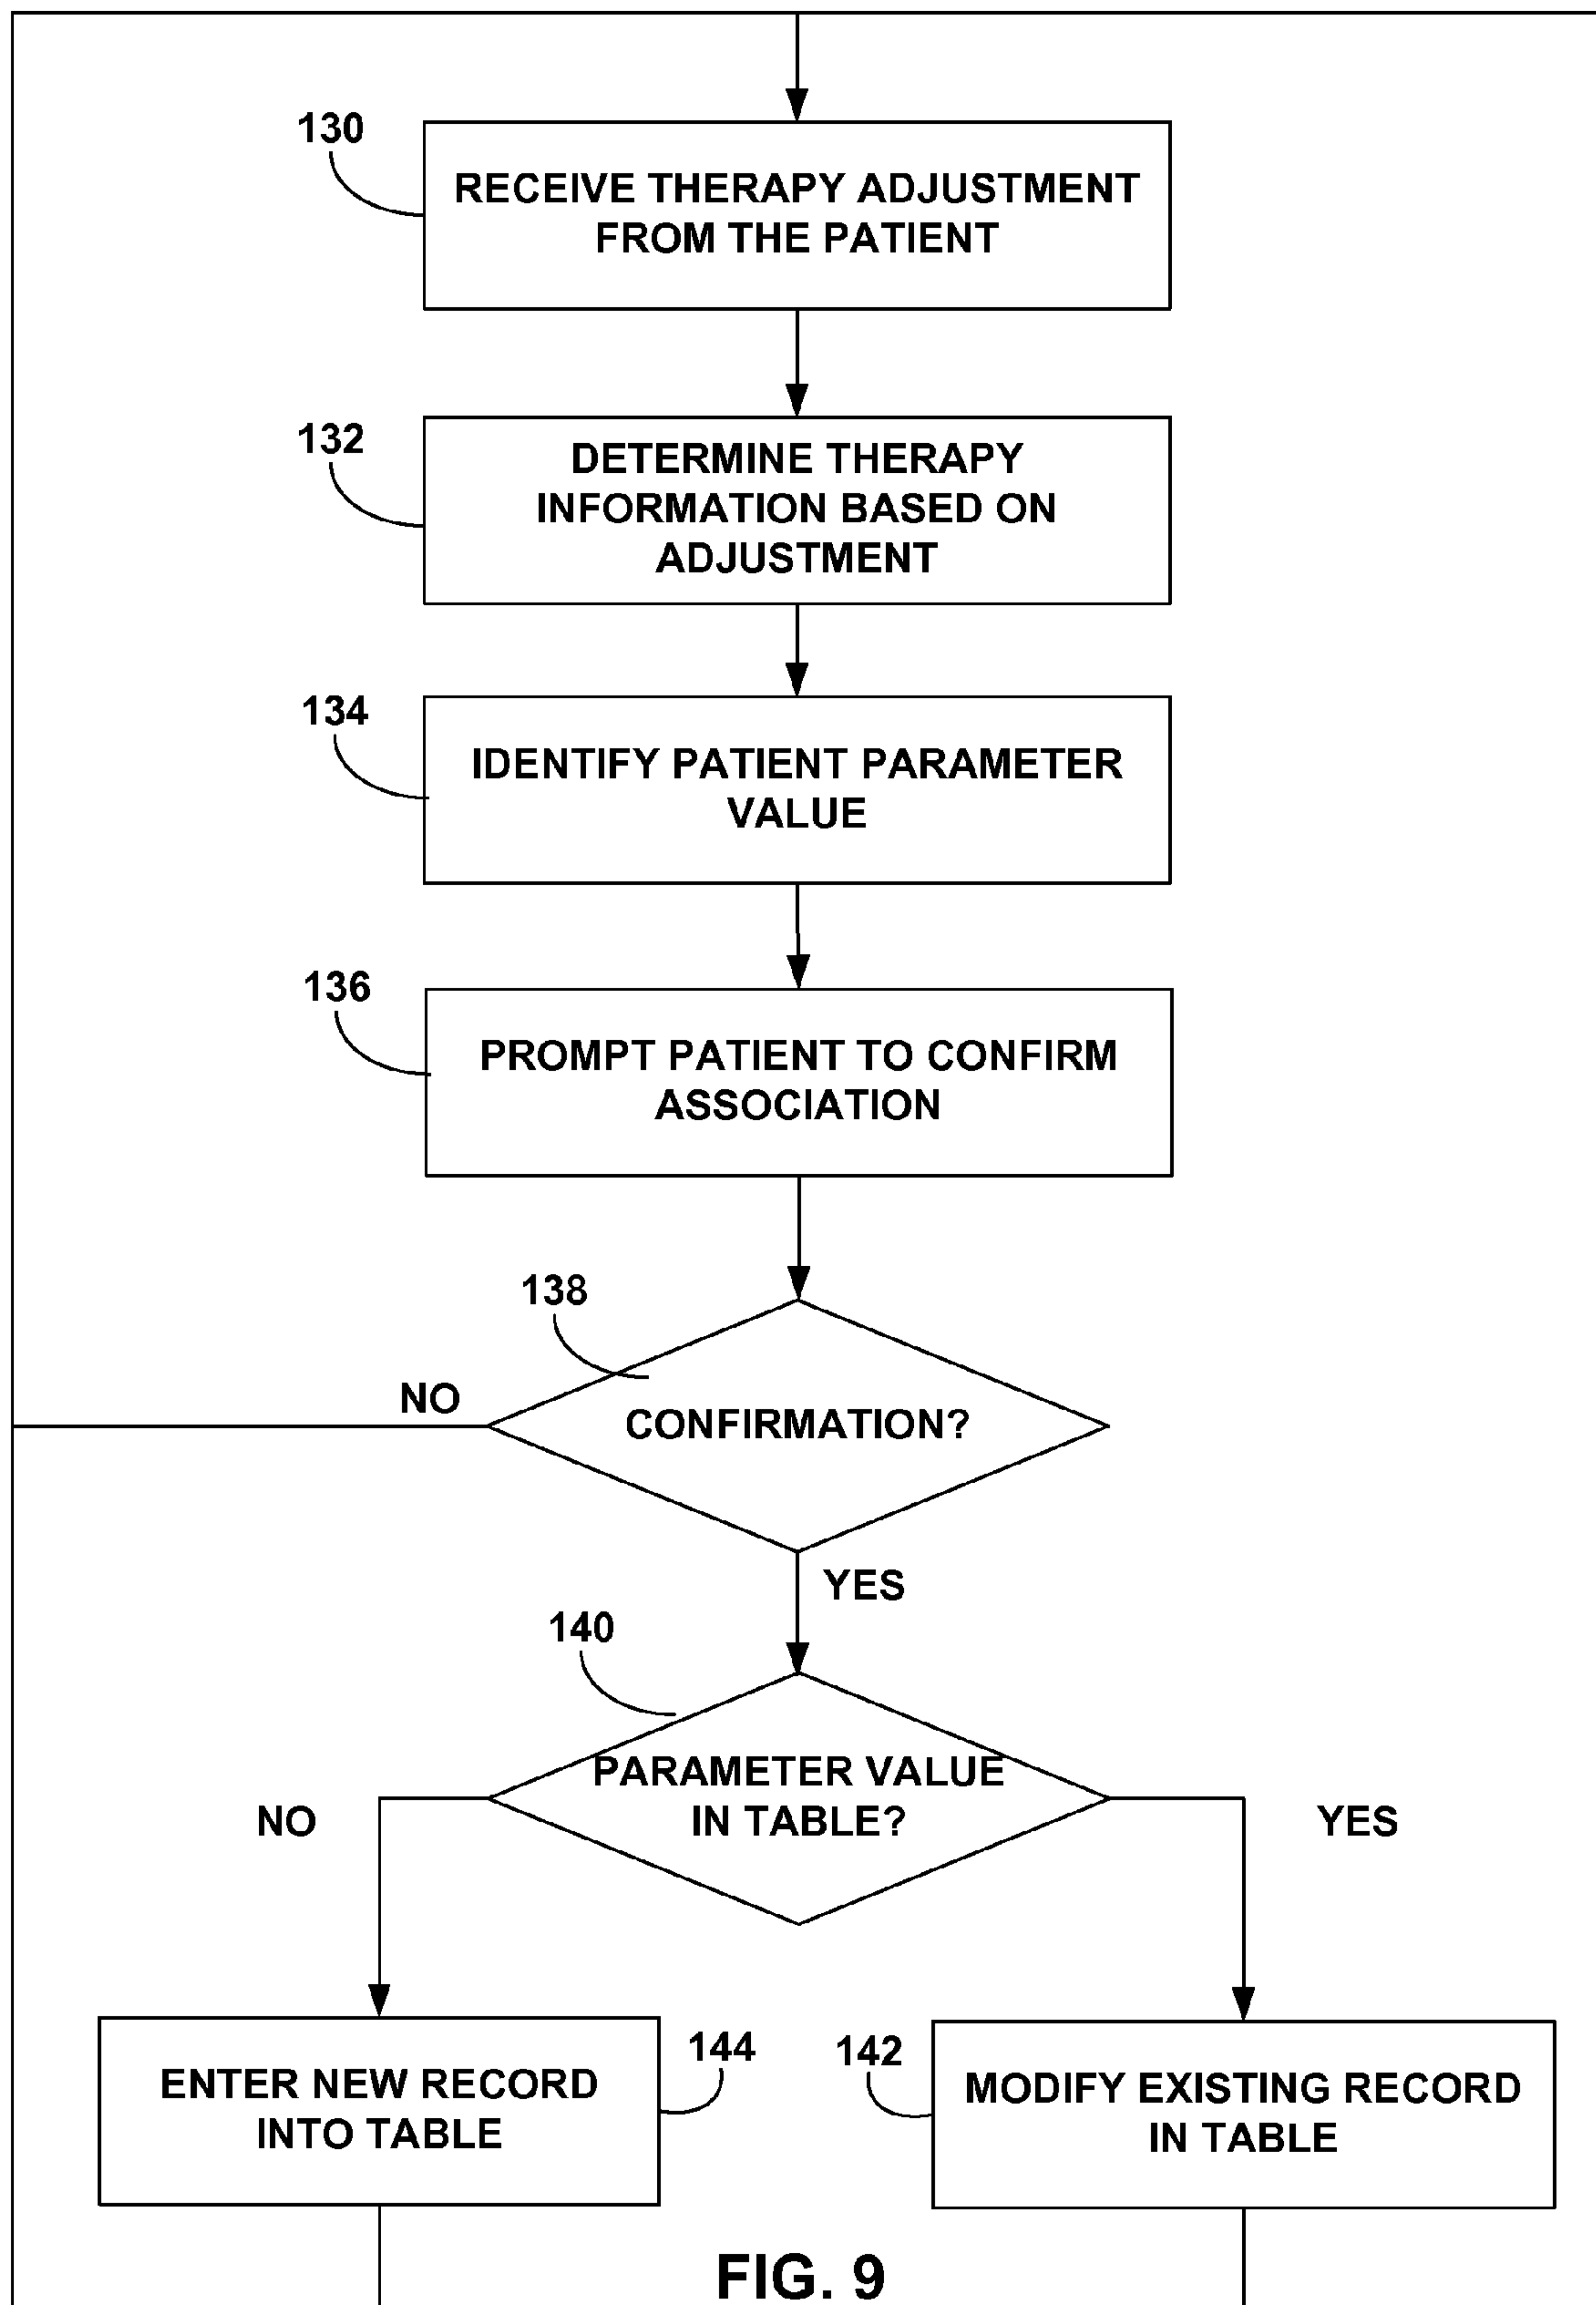 130
RECEIVE THERAPY ADJUSTMENT
FROM THE PATIENT
132
DETERMINE THERAPY
INFORMATION BASED ON
ADJUSTMENT
134
IDENTIFY PATIENT PARAMETER
VALUE
136
PROMPT PATIENT TO CONFIRM
ASSOCIATION
138
NO
CONFIRMATION?
YES
140
PARAMETER VALUE
IN TABLE?
NO
YES
144
ENTER NEW RECORD
INTO TABLE
142
MODIFY EXISTING RECORD
IN TABLE
FIG. 9